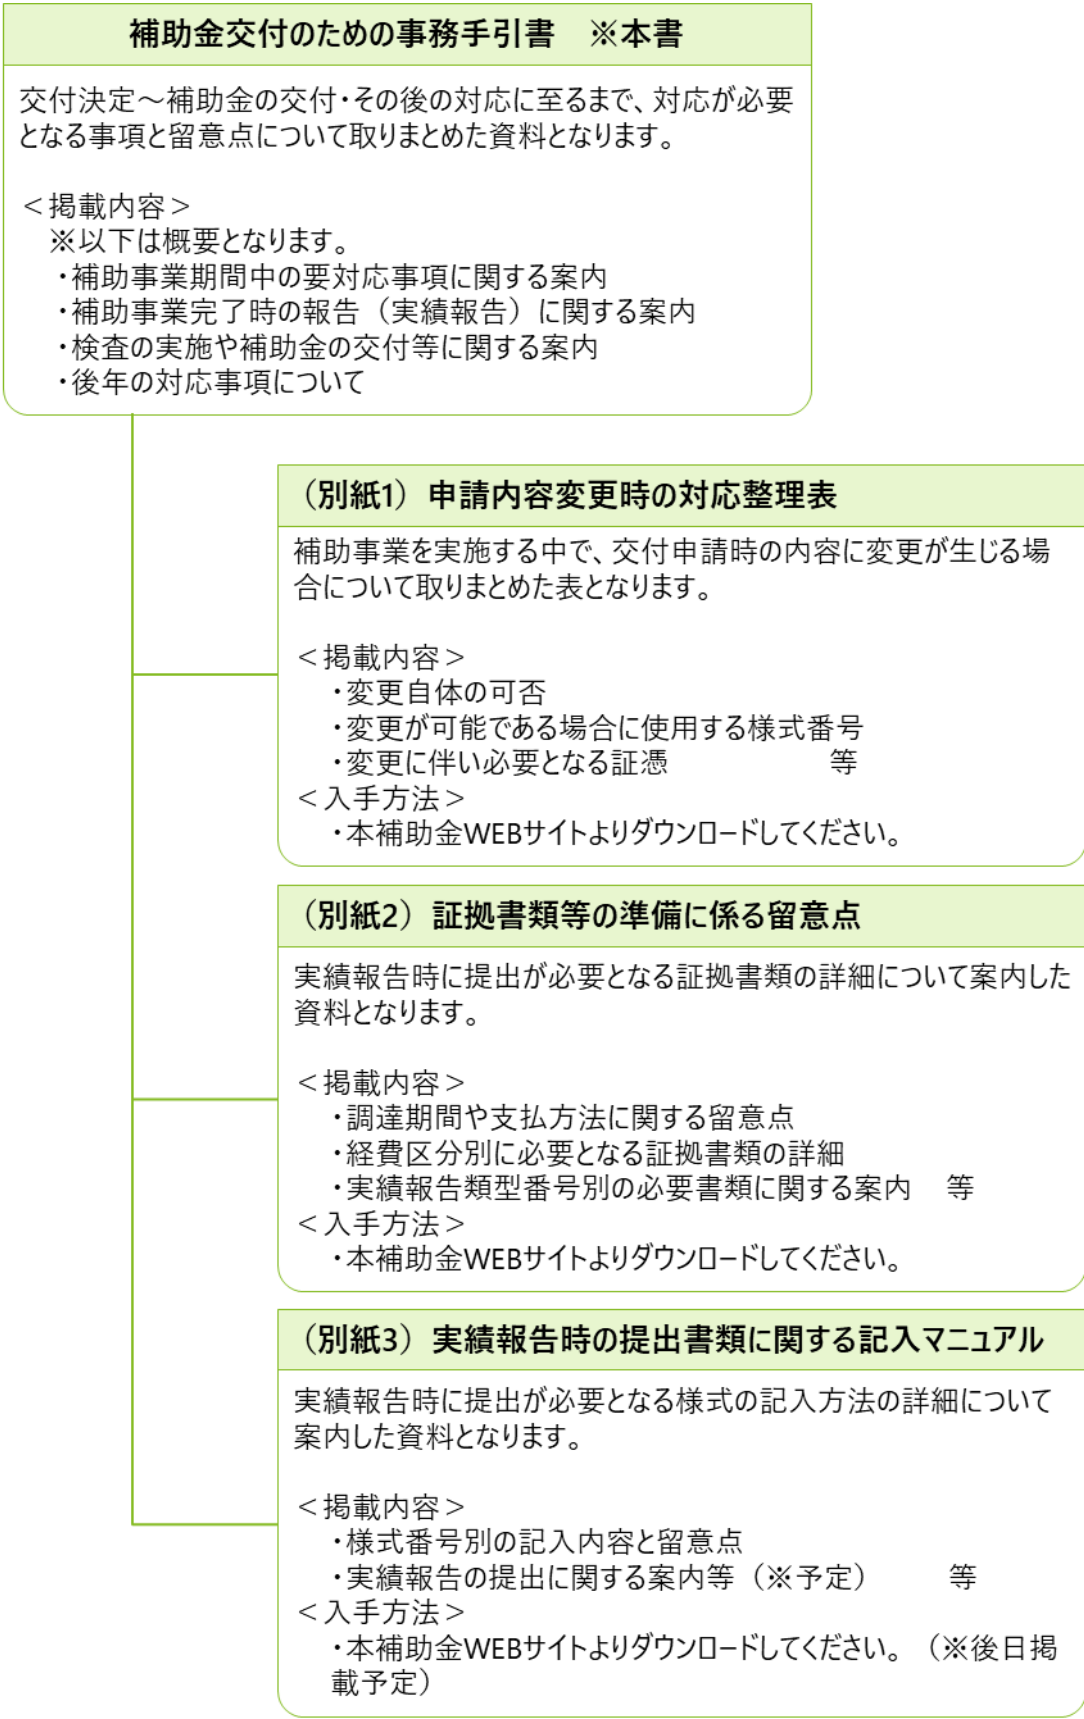 補助金交付のための事務手引書　※本書
交付決定～補助金の交付・その後の対応に至るまで、対応が必要
となる事項と留意点について取りまとめた資料となります。
＜掲載内容＞
※以下は概要となります。
・補助事業期間中の要対応事項に関する案内
・補助事業完了時の報告（実績報告）に関する案内
・検査の実施や補助金の交付等に関する案内
・後年の対応事項について
（別紙1）申請内容変更時の対応整理表
補助事業を実施する中で、交付申請時の内容に変更が生じる場
合について取りまとめた表となります。
＜掲載内容＞
・変更自体の可否
・変更が可能である場合に使用する様式番号
・変更に伴い必要となる証憑　　　　　等
＜入手方法＞
・本補助金WEBサイトよりダウンロードしてください。
（別紙2）証拠書類等の準備に係る留意点
実績報告時に提出が必要となる証拠書類の詳細について案内した
資料となります。
＜掲載内容＞
・調達期間や支払方法に関する留意点
・経費区分別に必要となる証拠書類の詳細
・実績報告類型番号別の必要書類に関する案内　等
＜入手方法＞
・本補助金WEBサイトよりダウンロードしてください。
（別紙3）実績報告時の提出書類に関する記入マニュアル
実績報告時に提出が必要となる様式の記入方法の詳細について
案内した資料となります。
＜掲載内容＞
・様式番号別の記入内容と留意点
・実績報告の提出に関する案内等（※予定）　　　等
＜入手方法＞
・本補助金WEBサイトよりダウンロードしてください。（※後日掲
載予定）